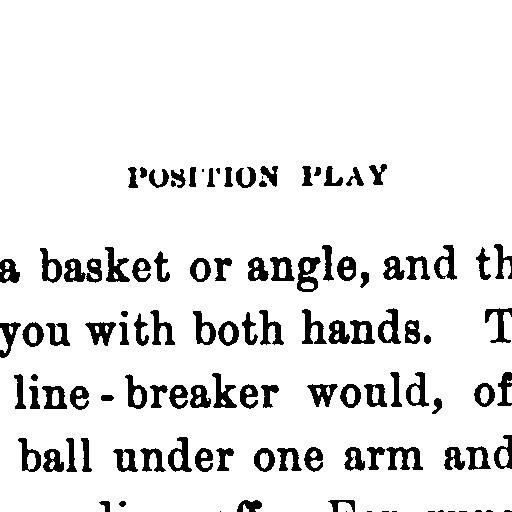 POSITION PLAY
a basket or angle, and th
you with both hands. T
line-breaker would, of
ball under one arm and